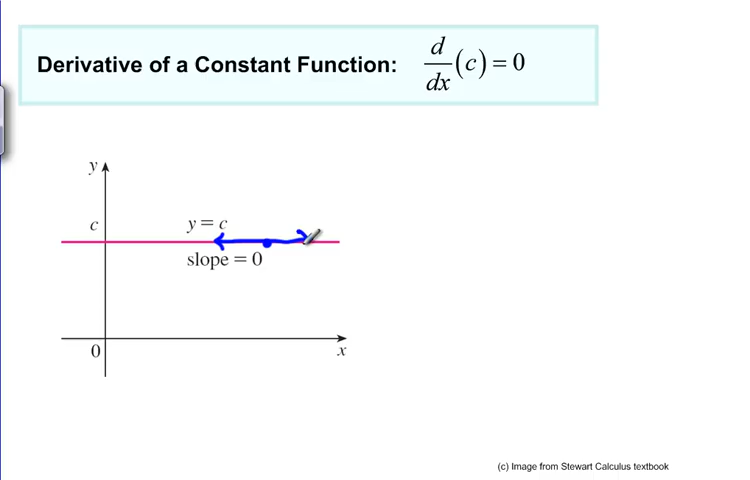 Derivative of a Constant Function: d/dx (c) = 0
y
c
y = c
slope = 0
0
x
(c) Image from Stewart Calculus textbook